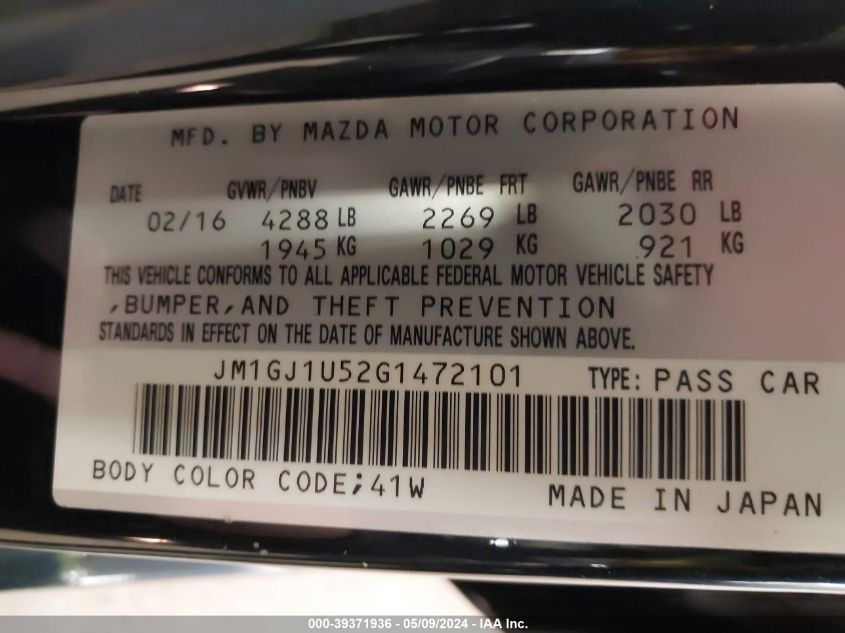 MFD. BY MAZDA MOTOR CORPORATION
DATE GVWR/PNBV GAWR/PNBE FRT GAWR/PNBE RR
02/16 4288 LB 2269 LB 2030 LB
1945 KG 1029 KG 921 KG
THIS VEHICLE CONFORMS TO ALL APPLICABLE FEDERAL MOTOR VEHICLE SAFETY
,BUMPER,AND THEFT PREVENTION
STANDARDS IN EFFECT ON THE DATE OF MANUFACTURE SHOWN ABOVE.
JM1GJ1U52G1472101 TYPE: PASS CAR
BODY COLOR CODE;41W MADE IN JAPAN
000-39371936 - 05/09/2024 - IAA Inc.